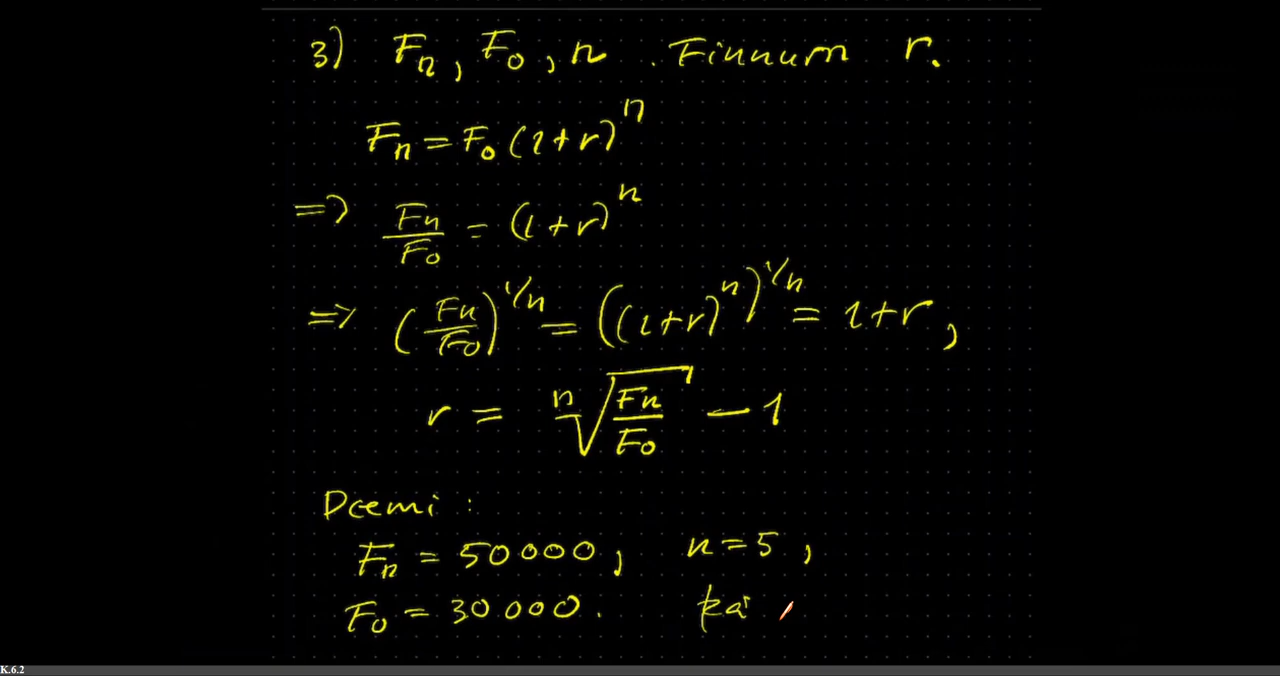 3) Fn, F0, n. Finnum r.
Fn = F0 (1+r)^n
=> Fn/F0 = (1+r)^n
=> (Fn/F0)^1/n = ((1+r)^n)^1/n = 1+r,
r = n√(Fn/F0) - 1
Dæmi:
Fn = 50000, n = 5,
F0 = 30000. þá
K.6.2